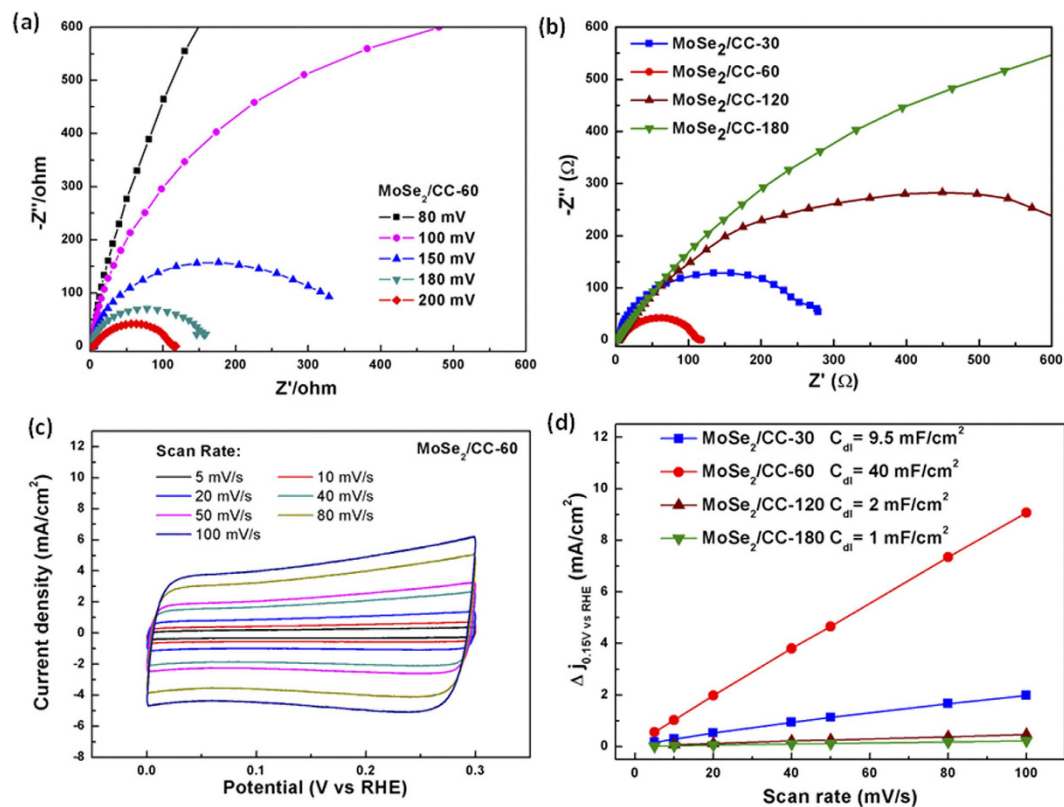 (a)
600
500
400
300
200
100
0
-Z''/ohm
0 100 200 300 400 500 600
Z'/ohm
MoSe2/CC-60
80 mV
100 mV
150 mV
180 mV
200 mV
(b)
600
500
400
300
200
100
0
-Z'' (Ω)
0 100 200 300 400 500 600
Z' (Ω)
MoSe2/CC-30
MoSe2/CC-60
MoSe2/CC-120
MoSe2/CC-180
(c)
12
10
8
6
4
2
0
-2
-4
-6
Current density (mA/cm2)
0.0 0.1 0.2 0.3
Potential (V vs RHE)
Scan Rate:
MoSe2/CC-60
5 mV/s 10 mV/s
20 mV/s 40 mV/s
50 mV/s 80 mV/s
100 mV/s
(d)
12
10
8
6
4
2
0
Δ j0.15V vs RHE (mA/cm2)
20 40 60 80 100
Scan rate (mV/s)
MoSe2/CC-30 Cdl= 9.5 mF/cm2
MoSe2/CC-60 Cdl= 40 mF/cm2
MoSe2/CC-120 Cdl= 2 mF/cm2
MoSe2/CC-180 Cdl= 1 mF/cm2